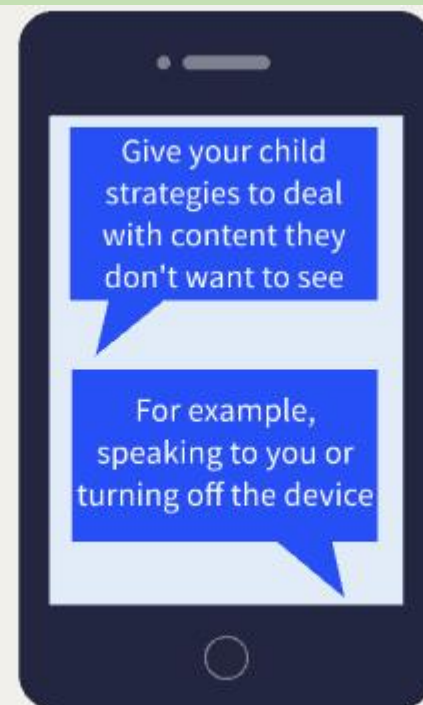 Give your child
strategies to deal
with content they
don't want to see
For example,
speaking to you or
turning off the device